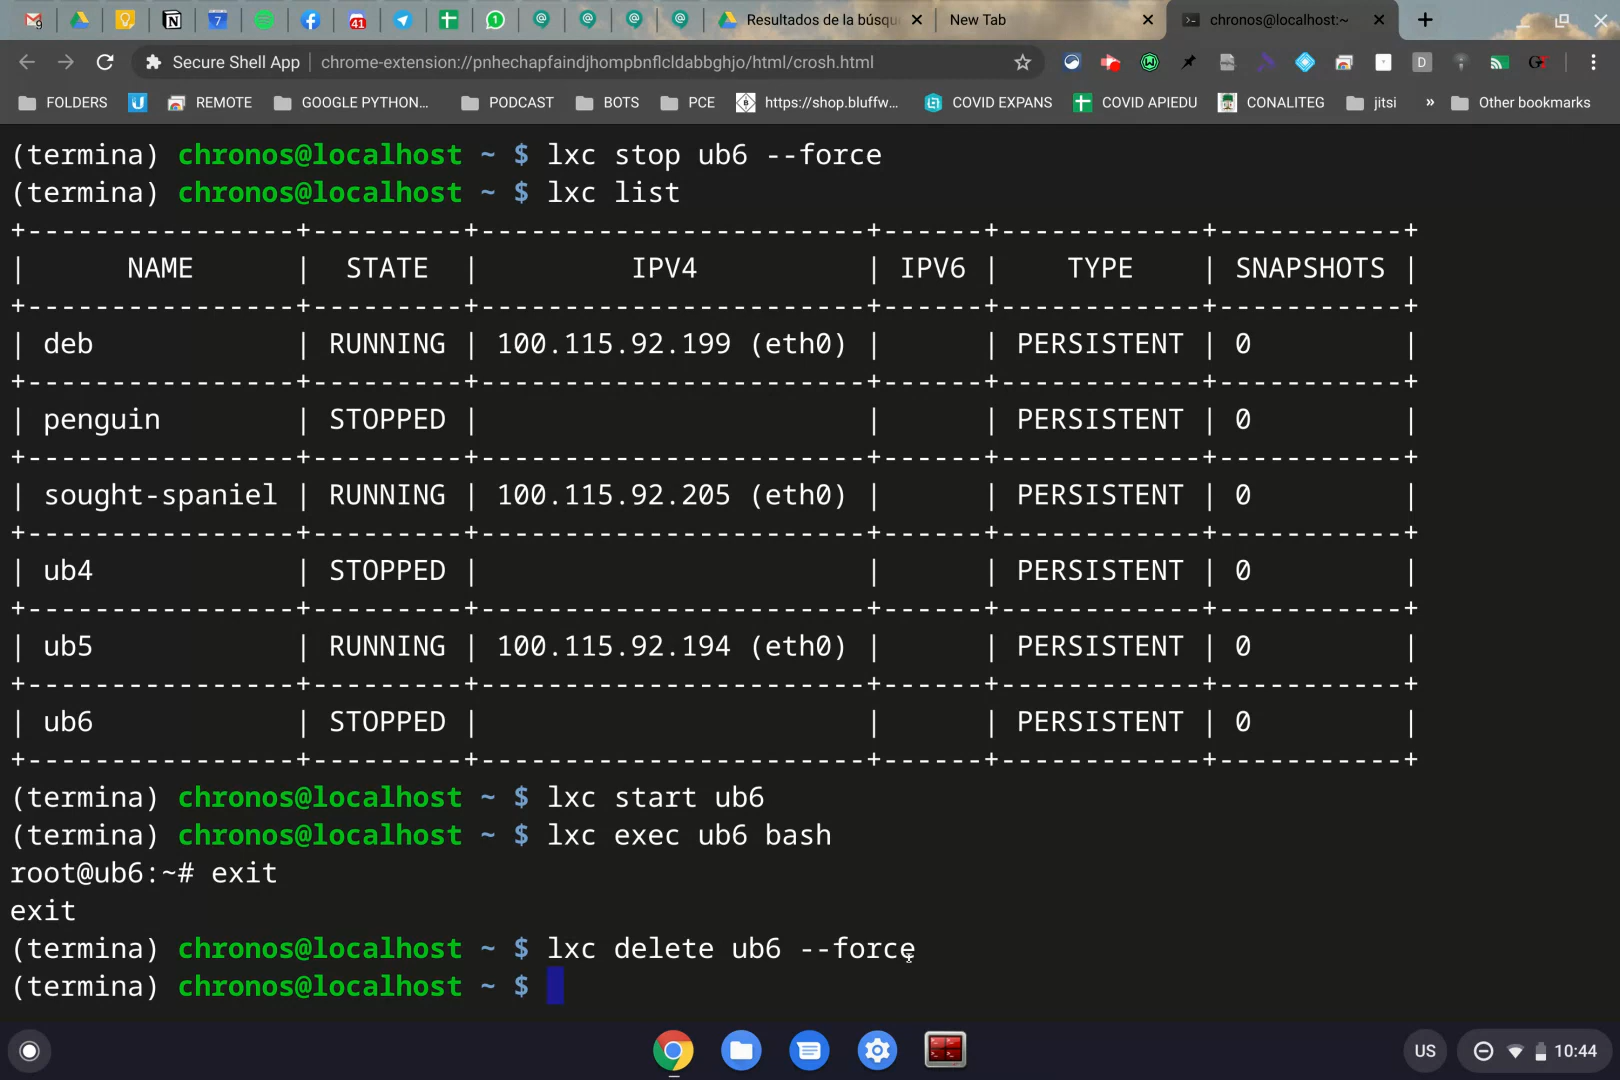 9
7
41
1
Resultados de la búsqu
New Tab
chronos@localhost:~
Secure Shell App | chrome-extension://pnhechapfaindjhompbnflcldabbghjo/html/crosh.html
FOLDERS REMOTE GOOGLE PYTHON... PODCAST BOTS PCE https://shop.bluffw... COVID EXPANS COVID APIEDU CONALITEG jitsi » Other bookmarks
(termina) chronos@localhost ~ $ lxc stop ub6 --force
(termina) chronos@localhost ~ $ lxc list
+-----------------+---------+-----------------------+------+------------+-----------+
| NAME | STATE | IPV4 | IPV6 | TYPE | SNAPSHOTS |
+-----------------+---------+-----------------------+------+------------+-----------+
| deb | RUNNING | 100.115.92.199 (eth0) | | PERSISTENT | 0 |
+-----------------+---------+-----------------------+------+------------+-----------+
| penguin | STOPPED | | | PERSISTENT | 0 |
+-----------------+---------+-----------------------+------+------------+-----------+
| sought-spaniel | RUNNING | 100.115.92.205 (eth0) | | PERSISTENT | 0 |
+-----------------+---------+-----------------------+------+------------+-----------+
| ub4 | STOPPED | | | PERSISTENT | 0 |
+-----------------+---------+-----------------------+------+------------+-----------+
| ub5 | RUNNING | 100.115.92.194 (eth0) | | PERSISTENT | 0 |
+-----------------+---------+-----------------------+------+------------+-----------+
| ub6 | STOPPED | | | PERSISTENT | 0 |
+-----------------+---------+-----------------------+------+------------+-----------+
(termina) chronos@localhost ~ $ lxc start ub6
(termina) chronos@localhost ~ $ lxc exec ub6 bash
root@ub6:~# exit
exit
(termina) chronos@localhost ~ $ lxc delete ub6 --force
(termina) chronos@localhost ~ $
US 10:44